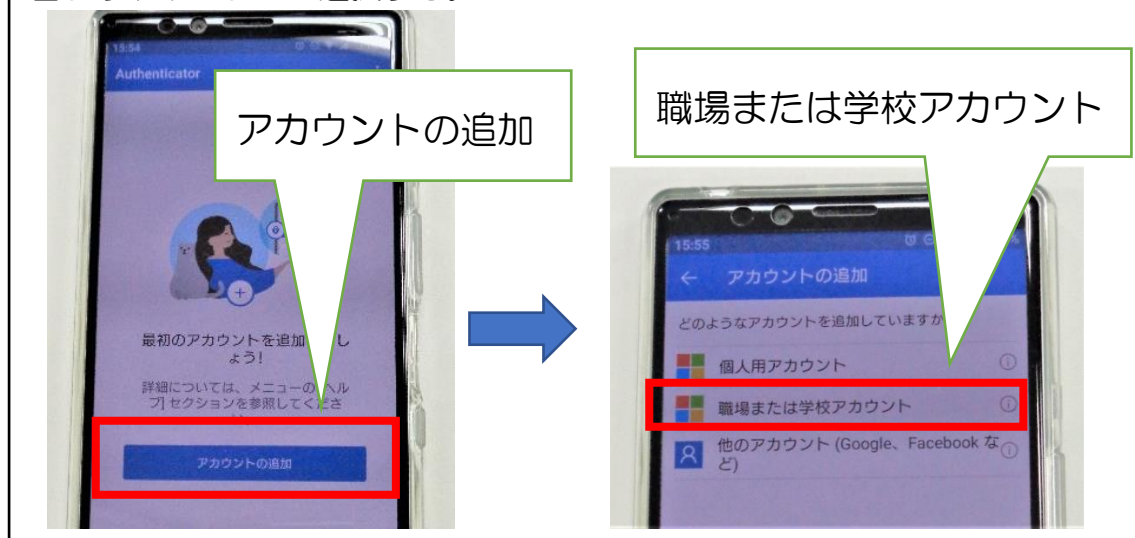 アカウントの追加
職場または学校アカウント
15:54
Authenticator
最初のアカウントを追加
し
ょう!
詳細については、メニューの
ヘル
プ] セクションを参照してくださ
アカウントの追加
15:55
%
← アカウントの追加
どのようなアカウントを追加していますか
個人用アカウント
職場または学校アカウント
他のアカウント (Google、Facebook な
ど)